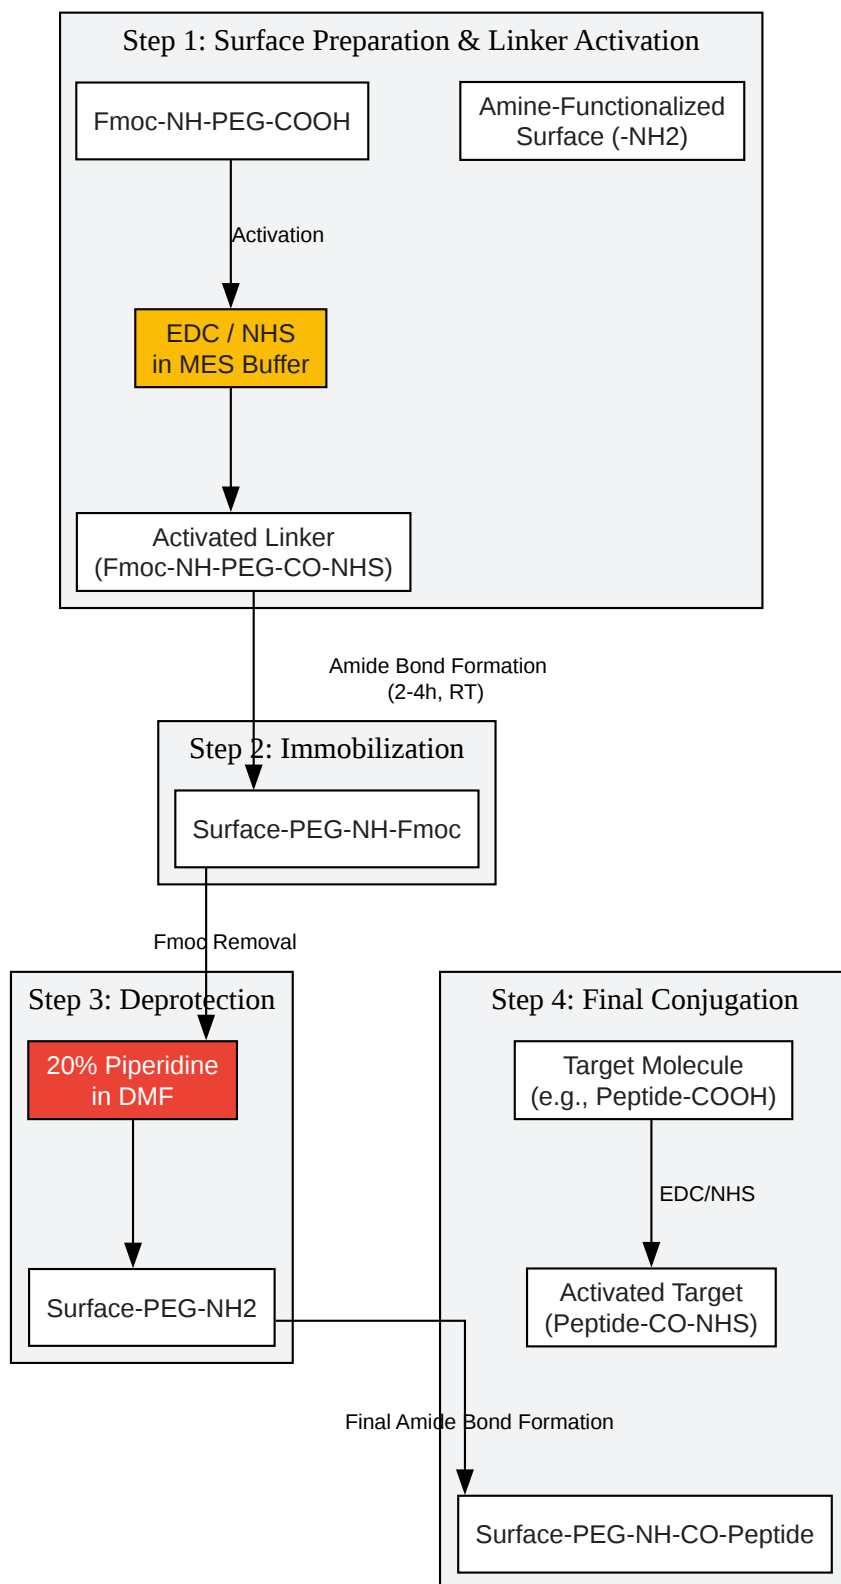 Step 1: Surface Preparation & Linker Activation
Fmoc-NH-PEG-COOH
Amine-Functionalized
Surface (-NH2)
Activation
EDC / NHS
in MES Buffer
Activated Linker
(Fmoc-NH-PEG-CO-NHS)
Amide Bond Formation
(2-4h, RT)
Step 2: Immobilization
Surface-PEG-NH-Fmoc
Fmoc Removal
Step 3: Deprotection
20% Piperidine
in DMF
Surface-PEG-NH2
Step 4: Final Conjugation
Target Molecule
(e.g., Peptide-COOH)
EDC/NHS
Activated Target
(Peptide-CO-NHS)
Final Amide Bond Formation
Surface-PEG-NH-CO-Peptide